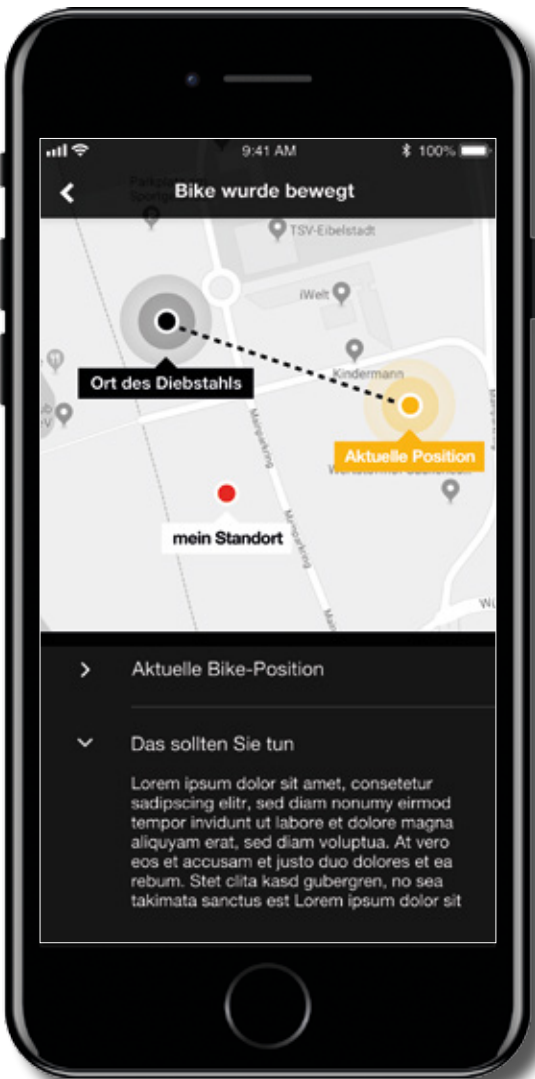 9:41 AM
100%
Bike wurde bewegt
TSV-Eibelstadt
iWelt
Kindermann
Ort des Diebstahls
Aktuelle Position
Mainparkring
mein Standort
Mainparkring
Aktuelle Bike-Position
Das sollten Sie tun
Lorem ipsum dolor sit amet, consetetur
sadipscing elitr, sed diam nonumy eirmod
tempor invidunt ut labore et dolore magna
aliquyam erat, sed diam voluptua. At vero
eos et accusam et justo duo dolores et ea
rebum. Stet clita kasd gubergren, no sea
takimata sanctus est Lorem ipsum dolor sit